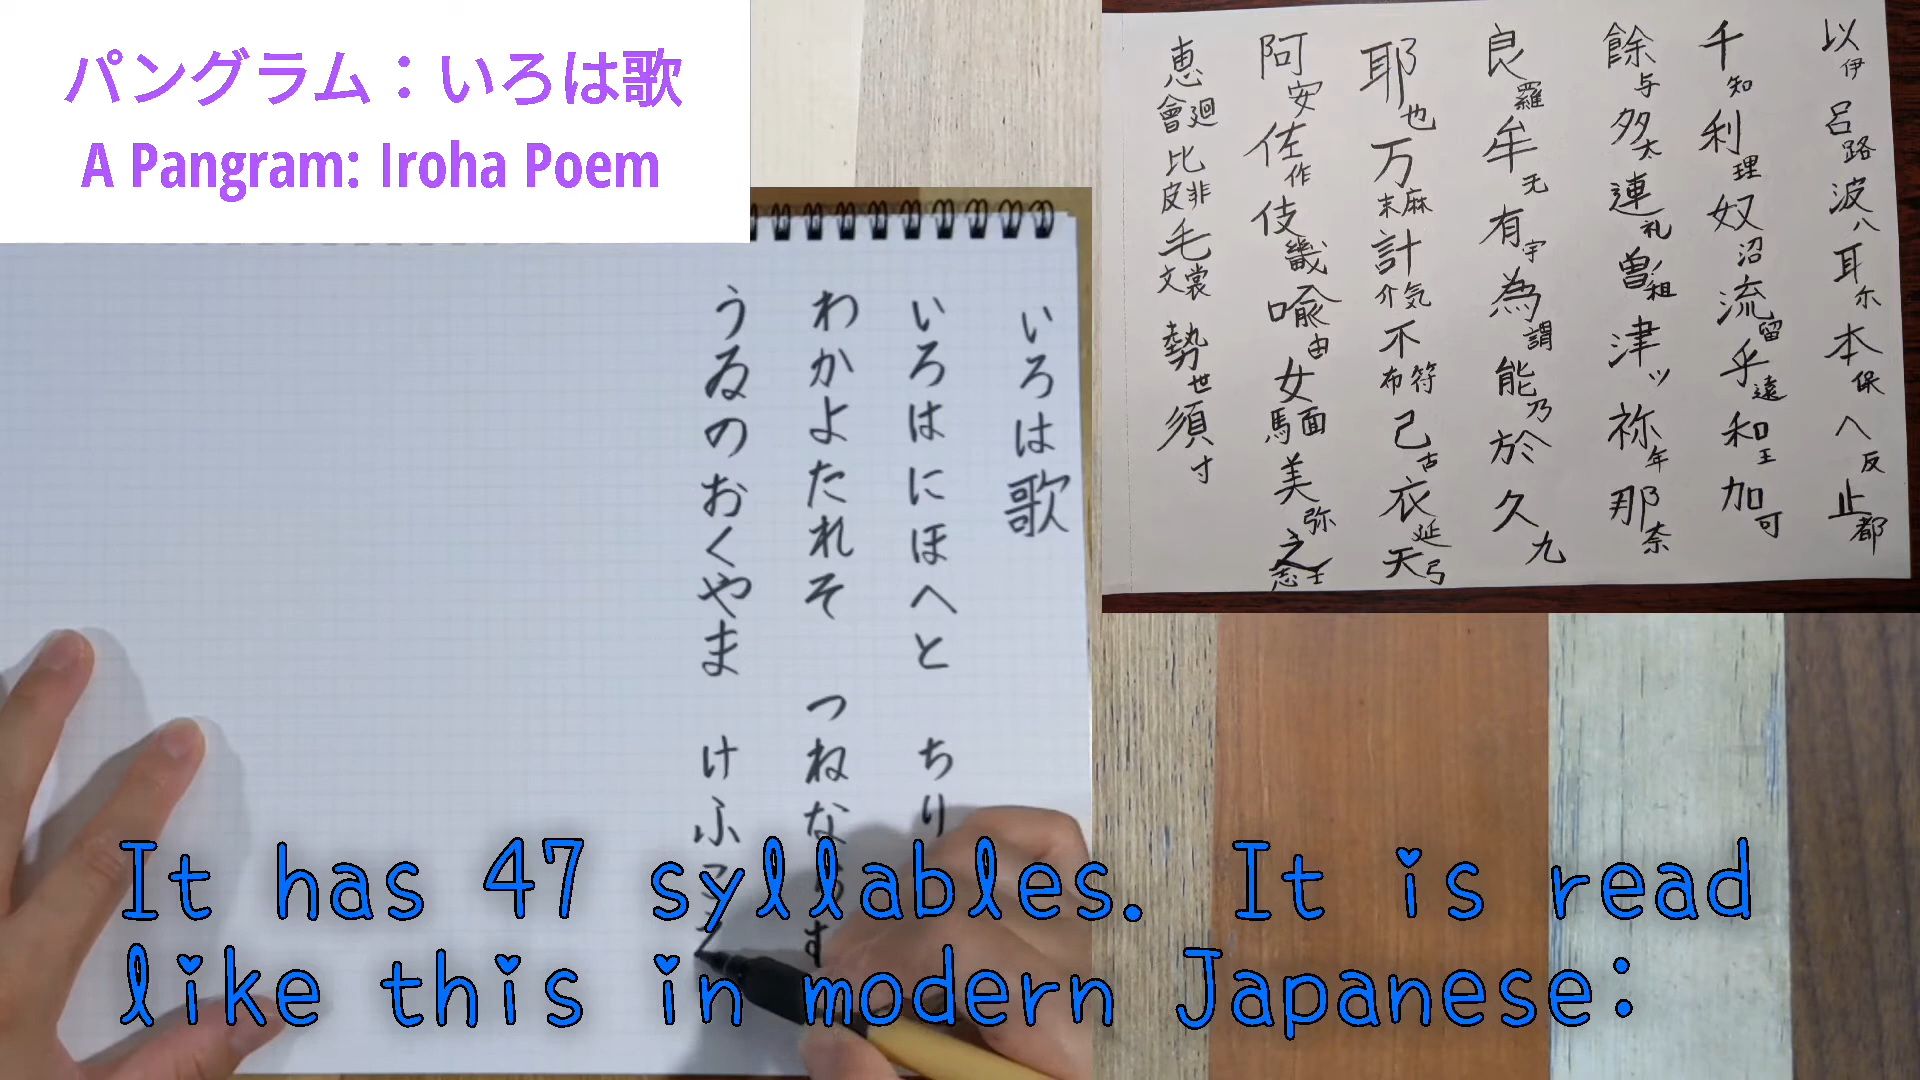 パングラム：いろは歌
A Pangram: Iroha Poem
いろは歌
いろはにほへと ちり
わかよたれそ つねな
うゐのおくやま けふ
以伊 呂路 波八 耳尓 本保 へ反 止都
千知 利理 奴沼 流留 乎遠 和王 加可
餘与 多太 連礼 曽祖 津ツ 祢年 那奈
良羅 牟无 有宇 為謂 能乃 於 久九
耶也 万末麻 計介気 不布符 己古 衣延 天弓
阿安 佐作 伎畿 喩由 女馬面 美弥 之志士
恵會廻 比皮非 毛文裳 勢世 須寸
It has 47 syllables. It is read
like this in modern Japanese: